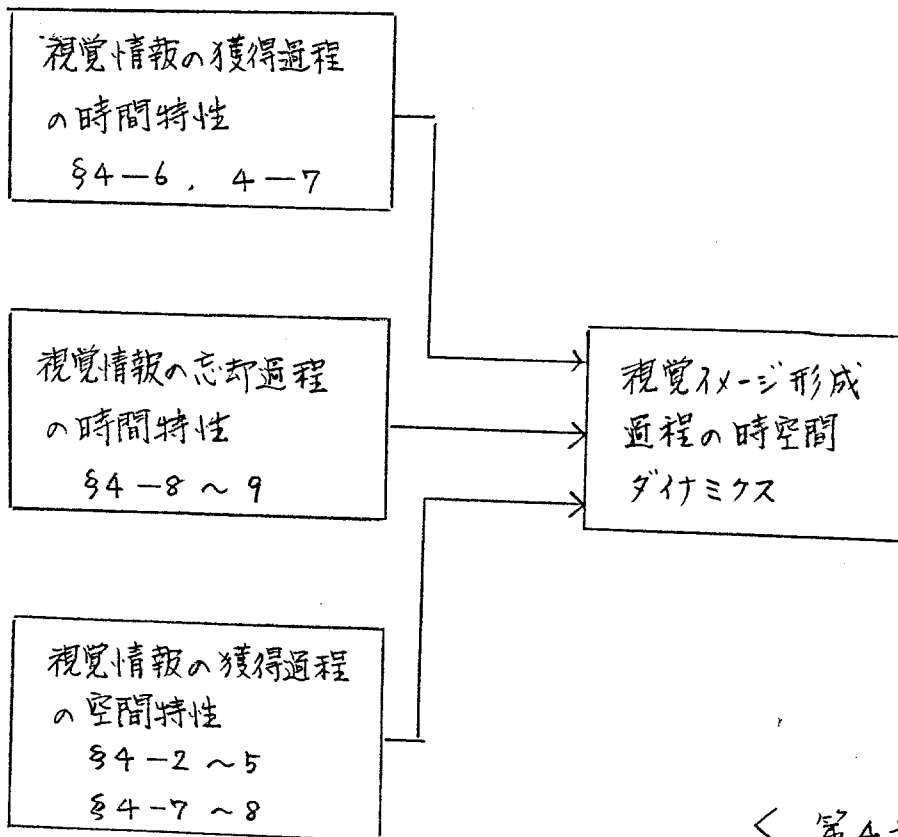 視覚情報の獲得過程
の時間特性
§4-6, 4-7
視覚情報の忘却過程
の時間特性
§4-8 ~ 9
視覚情報の獲得過程
の空間特性
§4-2 ~ 5
§4-7 ~ 8
視覚イメージ形成
過程の時空間
ダイナミクス
< 第4-